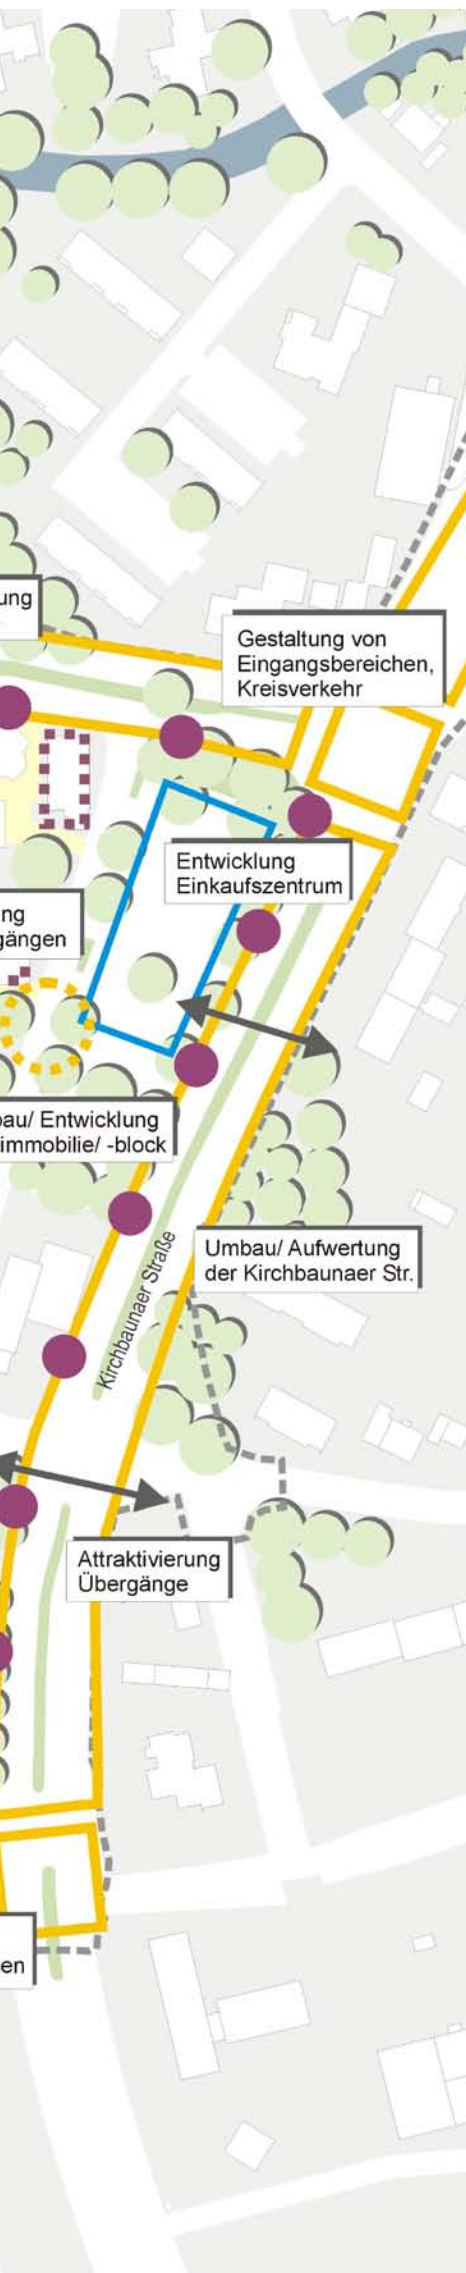 ung
Gestaltung von
Eingangsbereichen,
Kreisverkehr
Entwicklung
Einkaufszentrum
ng
gängen
bau/ Entwicklung
immobilie/ -block
Kirchbaunaer Straße
Umbau/ Aufwertung
der Kirchbaunaer Str.
Attraktivierung
Übergänge
en